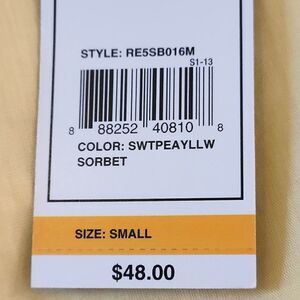 STYLE: RE5SB016M
S1-13
8 88252 40810 8
COLOR: SWTPEAYLLW
SORBET
SIZE: SMALL
$48.00